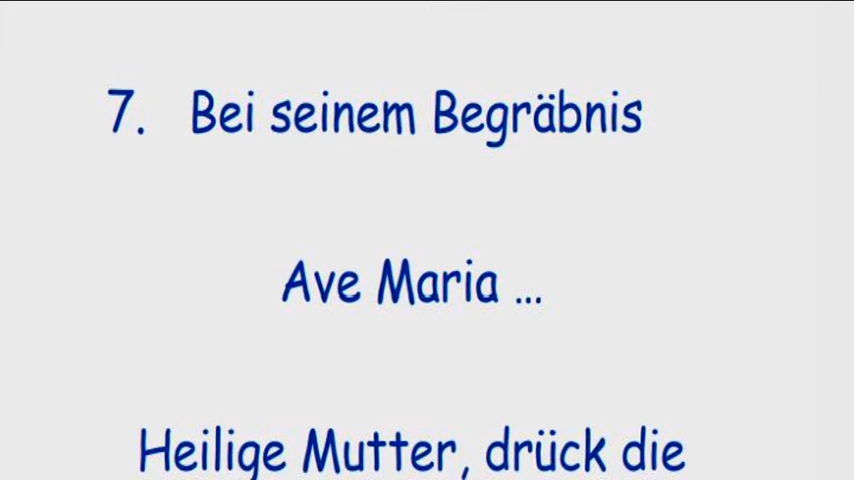 7. Bei seinem Begräbnis
Ave Maria ...
Heilige Mutter, drück die